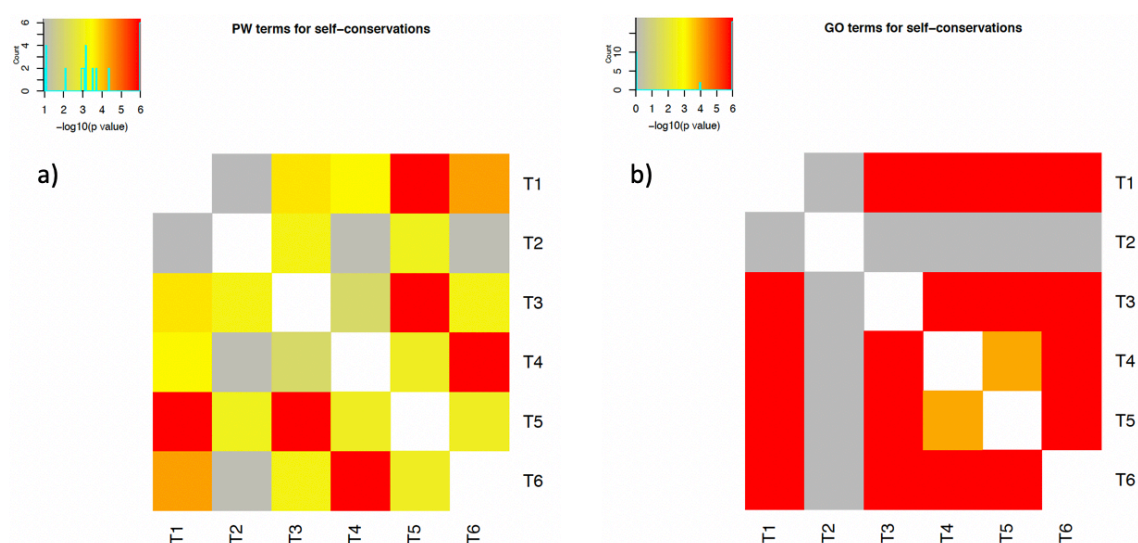 PW terms for self-conservations
Count
0 2 4 6
1 2 3 4 5 6
-log10(p value)
a)
T1
T2
T3
T4
T5
T6
T1 T2 T3 T4 T5 T6
GO terms for self-conservations
Count
0 5 10 15
0 1 2 3 4 5 6
-log10(p value)
b)
T1
T2
T3
T4
T5
T6
T1 T2 T3 T4 T5 T6